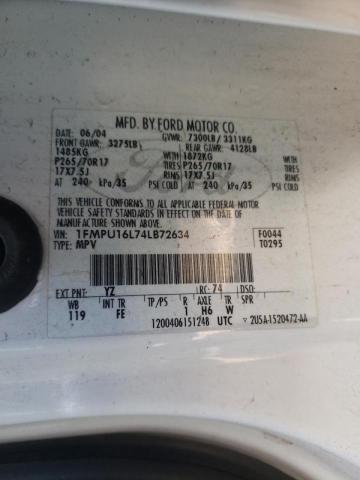 MFD. BY FORD MOTOR CO.
DATE: 06/04 GVWR: 7300LB/ 3311KG
FRONT GAWR: 3275LB REAR GAWR: 4128LB
1485KG WITH 1872KG WITH
P265/70R17 TIRES P265/70R17 TIRES
17X7.5J RIMS 17X7.5J RIMS
AT 240 kPa/35 PSI COLD AT 240 kPa/35 PSI COLD
THIS VEHICLE CONFORMS TO ALL APPLICABLE FEDERAL MOTOR
VEHICLE SAFETY AND THEFT PREVENTION STANDARDS IN EFFECT
ON THE DATE OF MANUFACTURE SHOWN ABOVE.
VIN: 1FMPU16L74LB72634 F0044
TYPE: MPV T0295
EXT PNT: YZ RC: 74 DSO:
WB INT TR TP/PS R AXLE TR SPR
119 FE 1 H6 W
1200406151248 UTC ▿ 2U5A-1520472-AA